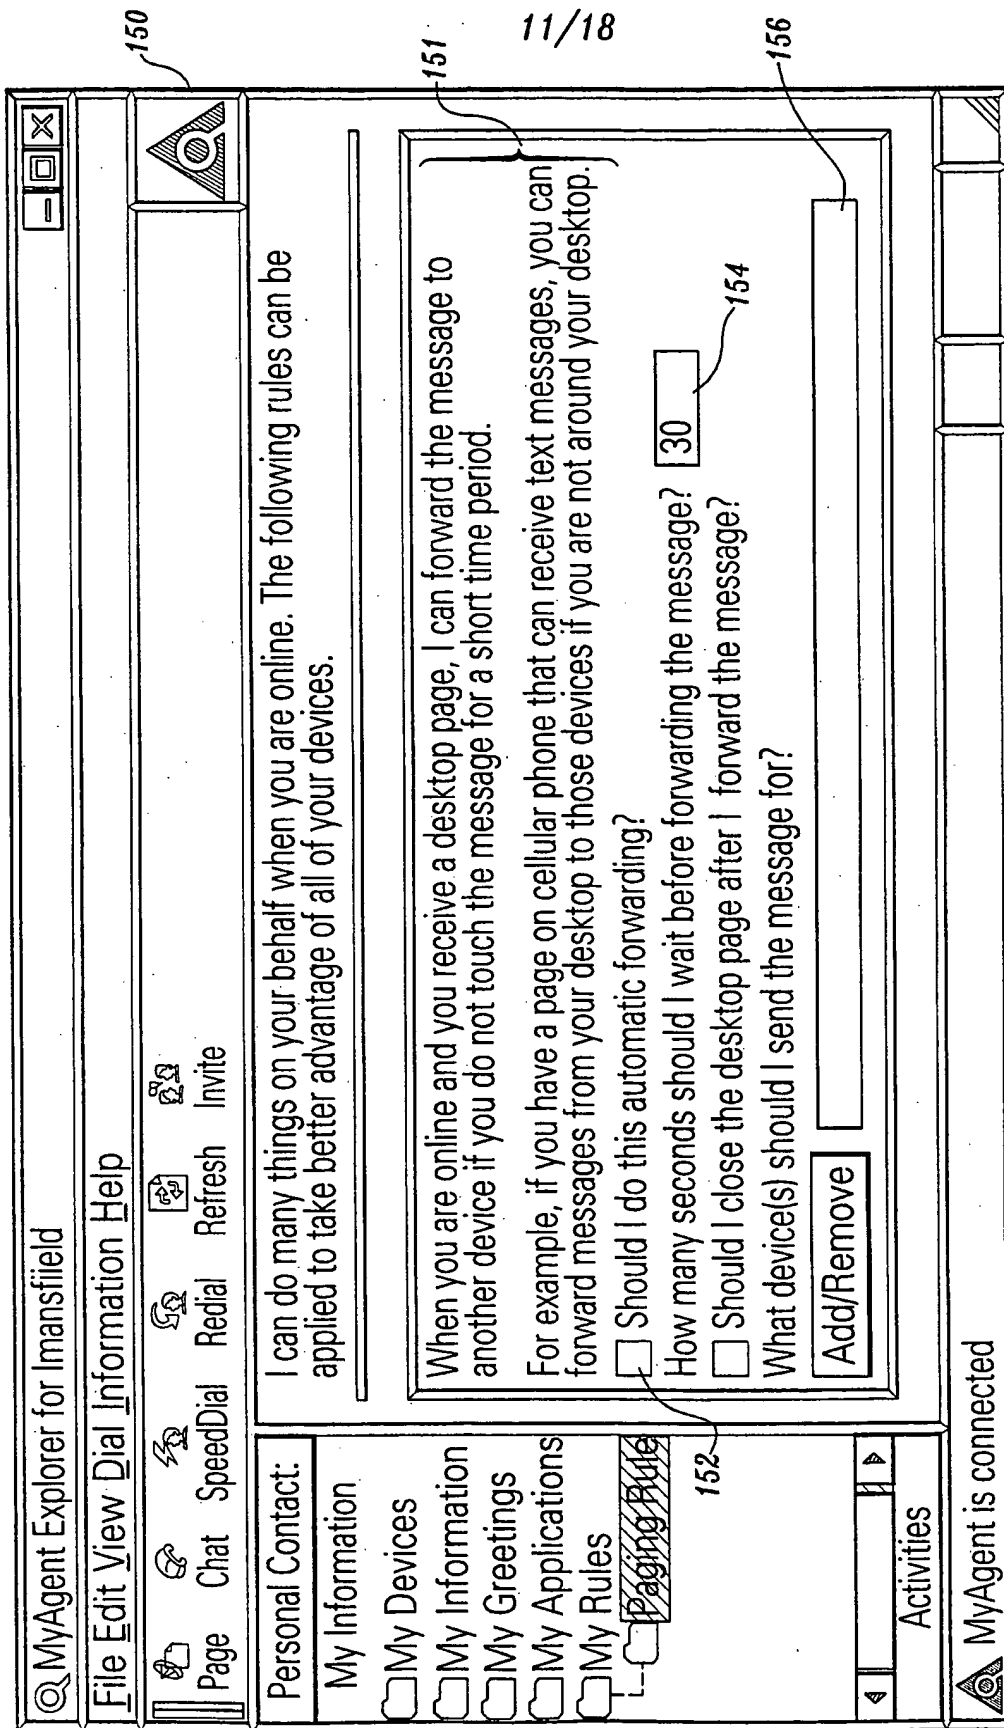 11/18
MyAgent Explorer for Imansfiield
File Edit View Dial Information Help
Page Chat SpeedDial Redial Refresh Invite
150
Personal Contact:
My Information
My Devices
My Information
My Greetings
My Applications
My Rules
Paging Rule
Activities
I can do many things on your behalf when you are online. The following rules can be
applied to take better advantage of all of your devices.
When you are online and you receive a desktop page, I can forward the message to
another device if you do not touch the message for a short time period.
For example, if you have a page on cellular phone that can receive text messages, you can
forward messages from your desktop to those devices if you are not around your desktop.
151
Should I do this automatic forwarding?
152
How many seconds should I wait before forwarding the message? 30
154
Should I close the desktop page after I forward the message?
What device(s) should I send the message for?
Add/Remove
156
MyAgent is connected